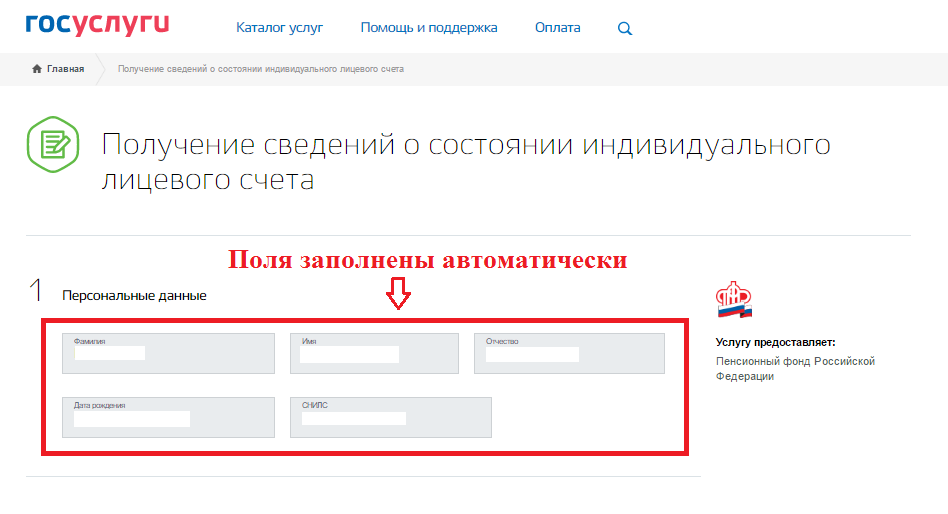 госуслуги
Каталог услуг
Помощь и поддержка
Оплата
Главная
Получение сведений о состоянии индивидуального лицевого счета
Получение сведений о состоянии индивидуального
лицевого счета
Поля заполнены автоматически
1
Персональные данные
Фамилия
Имя
Отчество
Дата рождения
СНИЛС
ПФР
Услугу предоставляет:
Пенсионный фонд Российской
Федерации